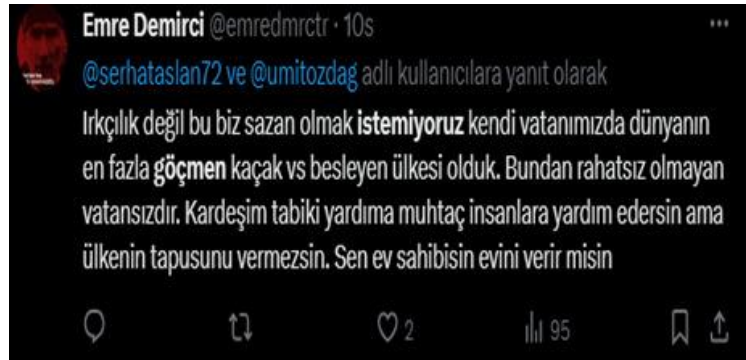 Emre Demirci @emredmrctr · 10s
@serhataslan72 ve @umitozdag adlı kullanıcılara yanıt olarak
Irkçılık değil bu biz sazan olmak istemiyoruz kendi vatanımızda dünyanın
en fazla göçmen kaçak vs besleyen ülkesi olduk. Bundan rahatsız olmayan
vatansızdır. Kardeşim tabiki yardıma muhtaç insanlara yardım edersin ama
ülkenin tapusunu vermezsin. Sen ev sahibisin evini verir misin
2
95